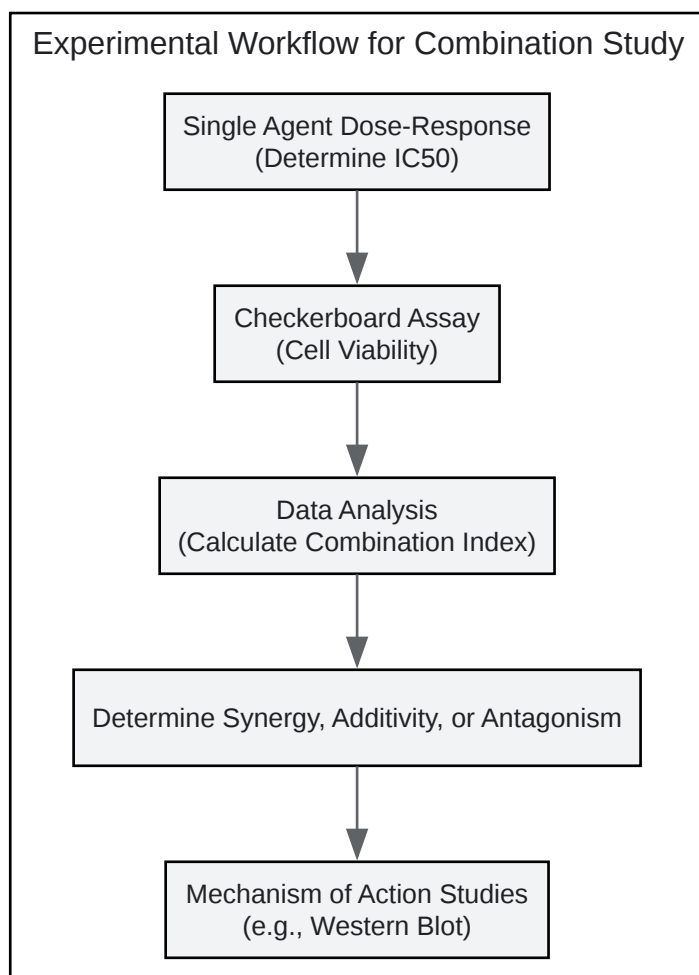 Experimental Workflow for Combination Study
Single Agent Dose-Response
(Determine IC50)
Checkerboard Assay
(Cell Viability)
Data Analysis
(Calculate Combination Index)
Determine Synergy, Additivity, or Antagonism
Mechanism of Action Studies
(e.g., Western Blot)